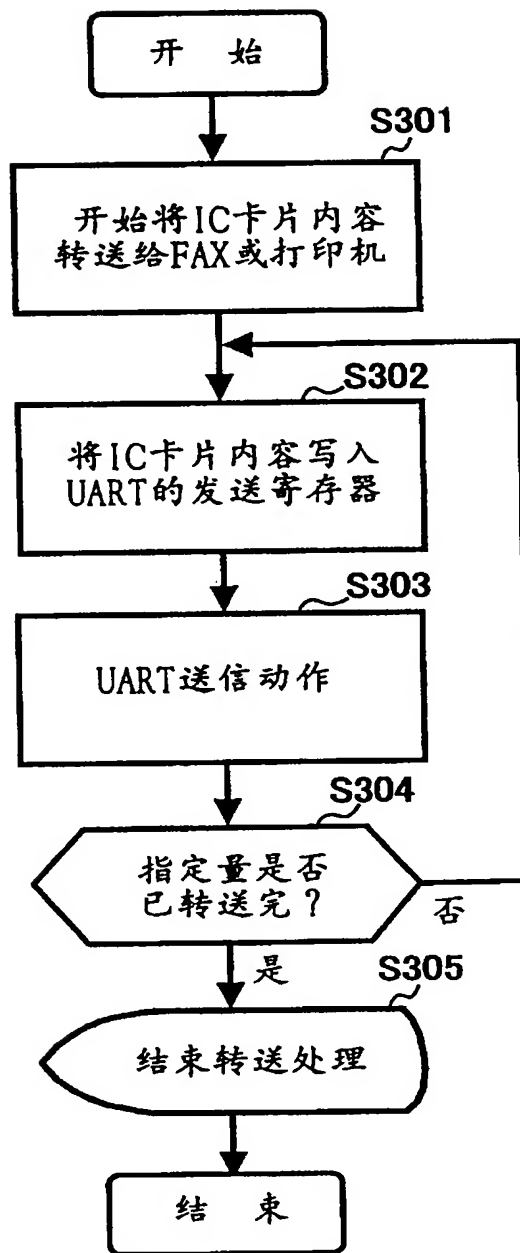 开 始
S301
开始将IC卡片内容
转送给FAX或打印机
S302
将IC卡片内容写入
UART的发送寄存器
S303
UART送信动作
S304
指定量是否
已转送完？
否
是
S305
结束转送处理
结 束